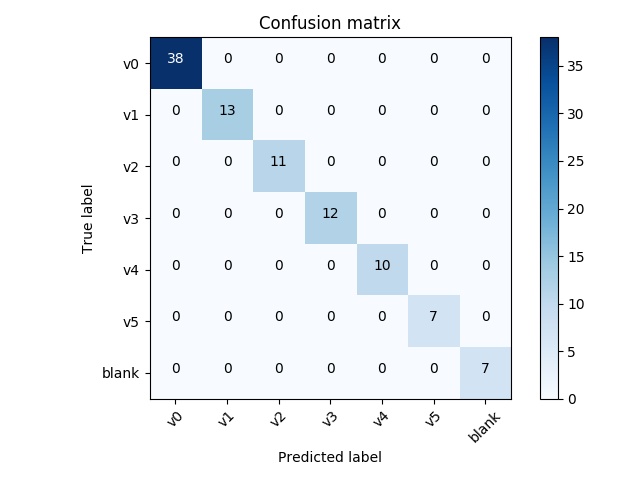 Confusion matrix
v0 38 0 0 0 0 0 0
v1 0 13 0 0 0 0 0
v2 0 0 11 0 0 0 0
v3 0 0 0 12 0 0 0
v4 0 0 0 0 10 0 0
v5 0 0 0 0 0 7 0
blank 0 0 0 0 0 0 7
v0 v1 v2 v3 v4 v5 blank
True label
Predicted label
35
30
25
20
15
10
5
0